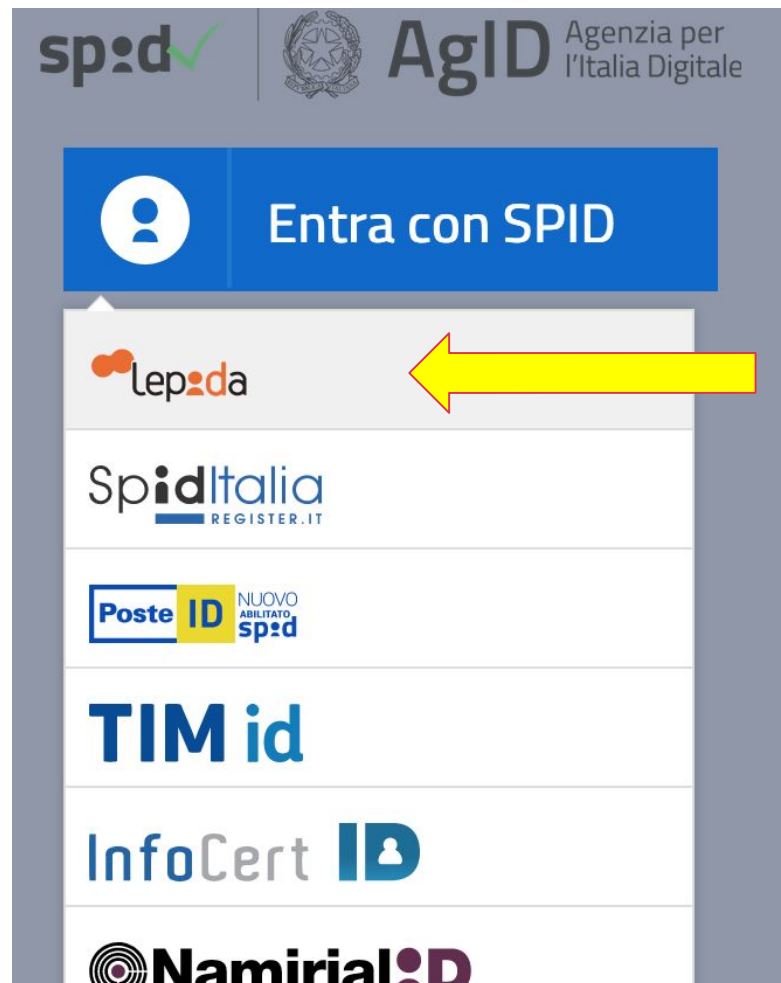 spid
AgID Agenzia per
l'Italia Digitale
Entra con SPID
Lepida
SpidItalia
REGISTER.IT
Poste ID NUOVO
ABILITATO
spid
TIM id
InfoCert ID
NamirialID